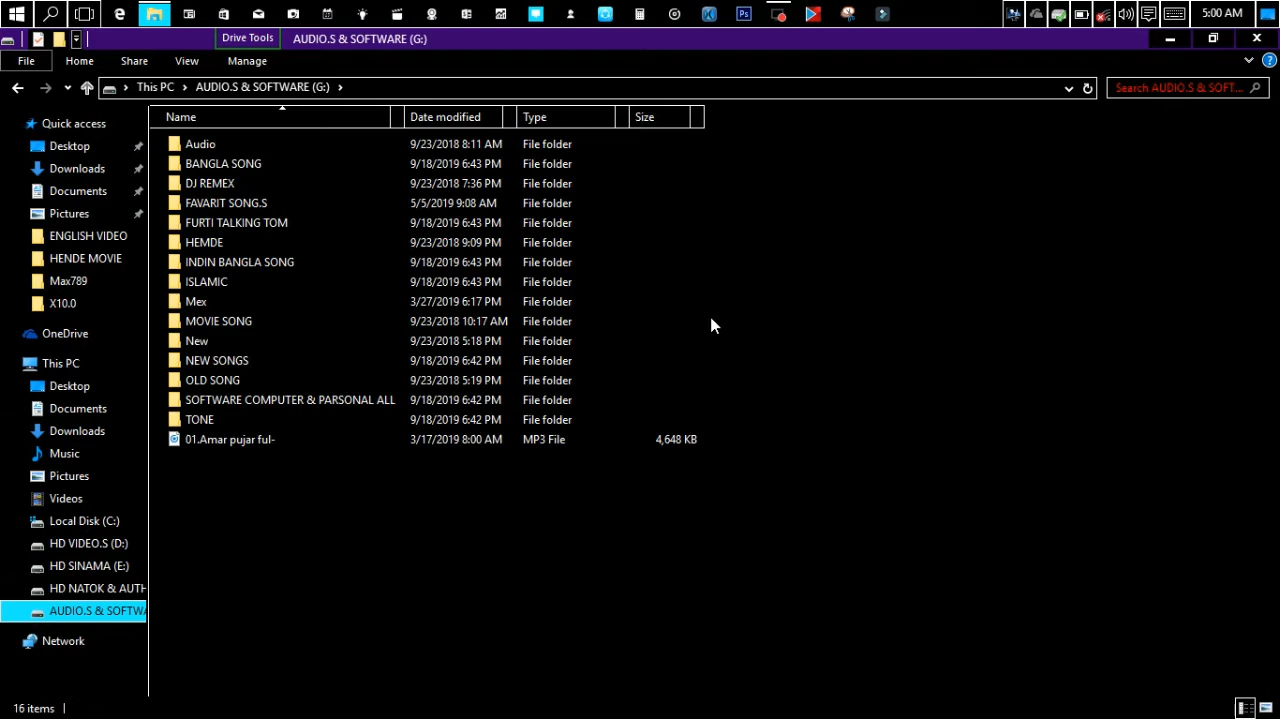 5:00 AM
Drive Tools
AUDIO.S & SOFTWARE (G:)
File
Home
Share
View
Manage
This PC
AUDIO.S & SOFTWARE (G:)
Search AUDIO.S & SOFT...
Name
Date modified
Type
Size
Quick access
Desktop
Downloads
Documents
Pictures
ENGLISH VIDEO
HENDE MOVIE
Max789
X10.0
OneDrive
This PC
Desktop
Documents
Downloads
Music
Pictures
Videos
Local Disk (C:)
HD VIDEO.S (D:)
HD SINAMA (E:)
HD NATOK & AUTH
AUDIO.S & SOFTWA
Network
Audio 9/23/2018 8:11 AM File folder
BANGLA SONG 9/18/2019 6:43 PM File folder
DJ REMEX 9/23/2018 7:36 PM File folder
FAVARIT SONG.S 5/5/2019 9:08 AM File folder
FURTI TALKING TOM 9/18/2019 6:43 PM File folder
HEMDE 9/23/2018 9:09 PM File folder
INDIN BANGLA SONG 9/18/2019 6:43 PM File folder
ISLAMIC 9/18/2019 6:43 PM File folder
Mex 3/27/2019 6:17 PM File folder
MOVIE SONG 9/23/2018 10:17 AM File folder
New 9/23/2018 5:18 PM File folder
NEW SONGS 9/18/2019 6:42 PM File folder
OLD SONG 9/23/2018 5:19 PM File folder
SOFTWARE COMPUTER & PARSONAL ALL 9/18/2019 6:42 PM File folder
TONE 9/18/2019 6:42 PM File folder
01.Amar pujar ful- 3/17/2019 8:00 AM MP3 File 4,648 KB
16 items